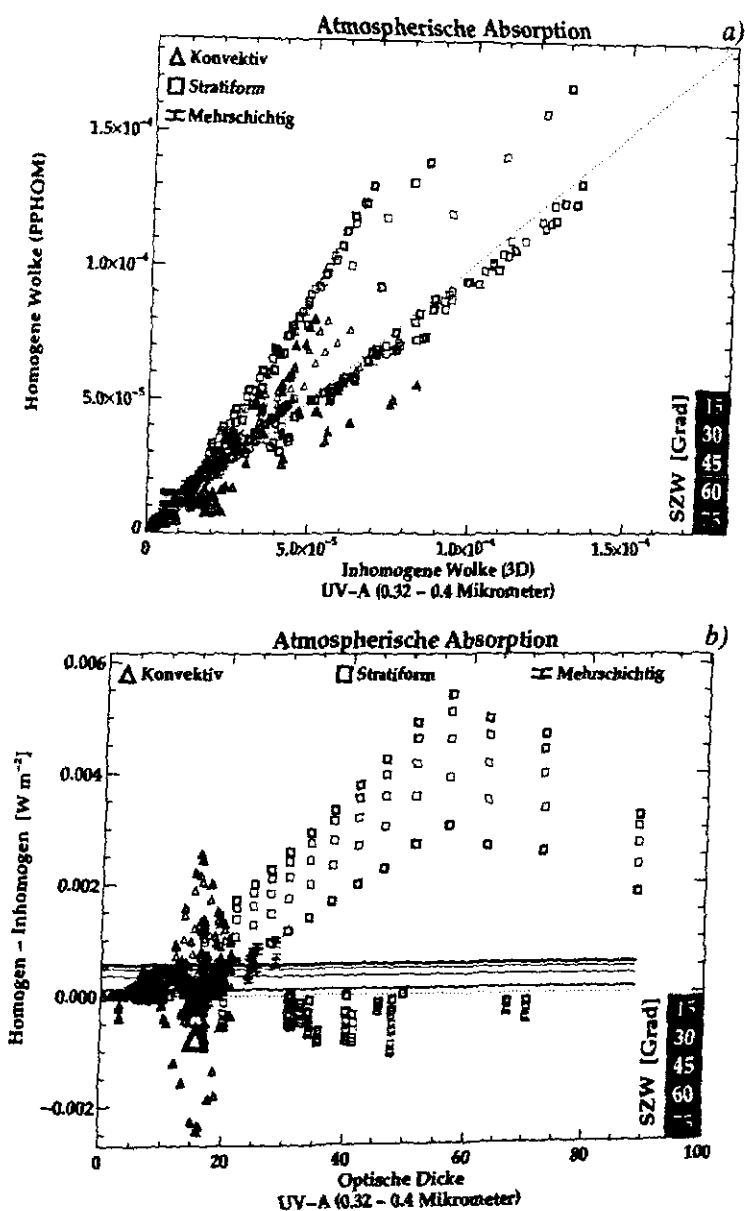 Atmosphärische Absorption
a)
Konvektiv
Stratiform
Mehrschichtig
Homogene Wolke (PPHOM)
1.5×10⁻⁴
1.0×10⁻⁴
5.0×10⁻⁵
0
0
5.0×10⁻⁵
1.0×10⁻⁴
1.5×10⁻⁴
SZW [Grad]
15
30
45
60
75
Inhomogene Wolke (3D)
UV-A (0.32 - 0.4 Mikrometer)
Atmosphärische Absorption
b)
Konvektiv
Stratiform
Mehrschichtig
Homogen - Inhomogen [W m⁻²]
0.006
0.004
0.002
0.000
-0.002
0
20
40
60
80
100
SZW [Grad]
15
30
45
60
Optische Dicke
UV-A (0.32 - 0.4 Mikrometer)